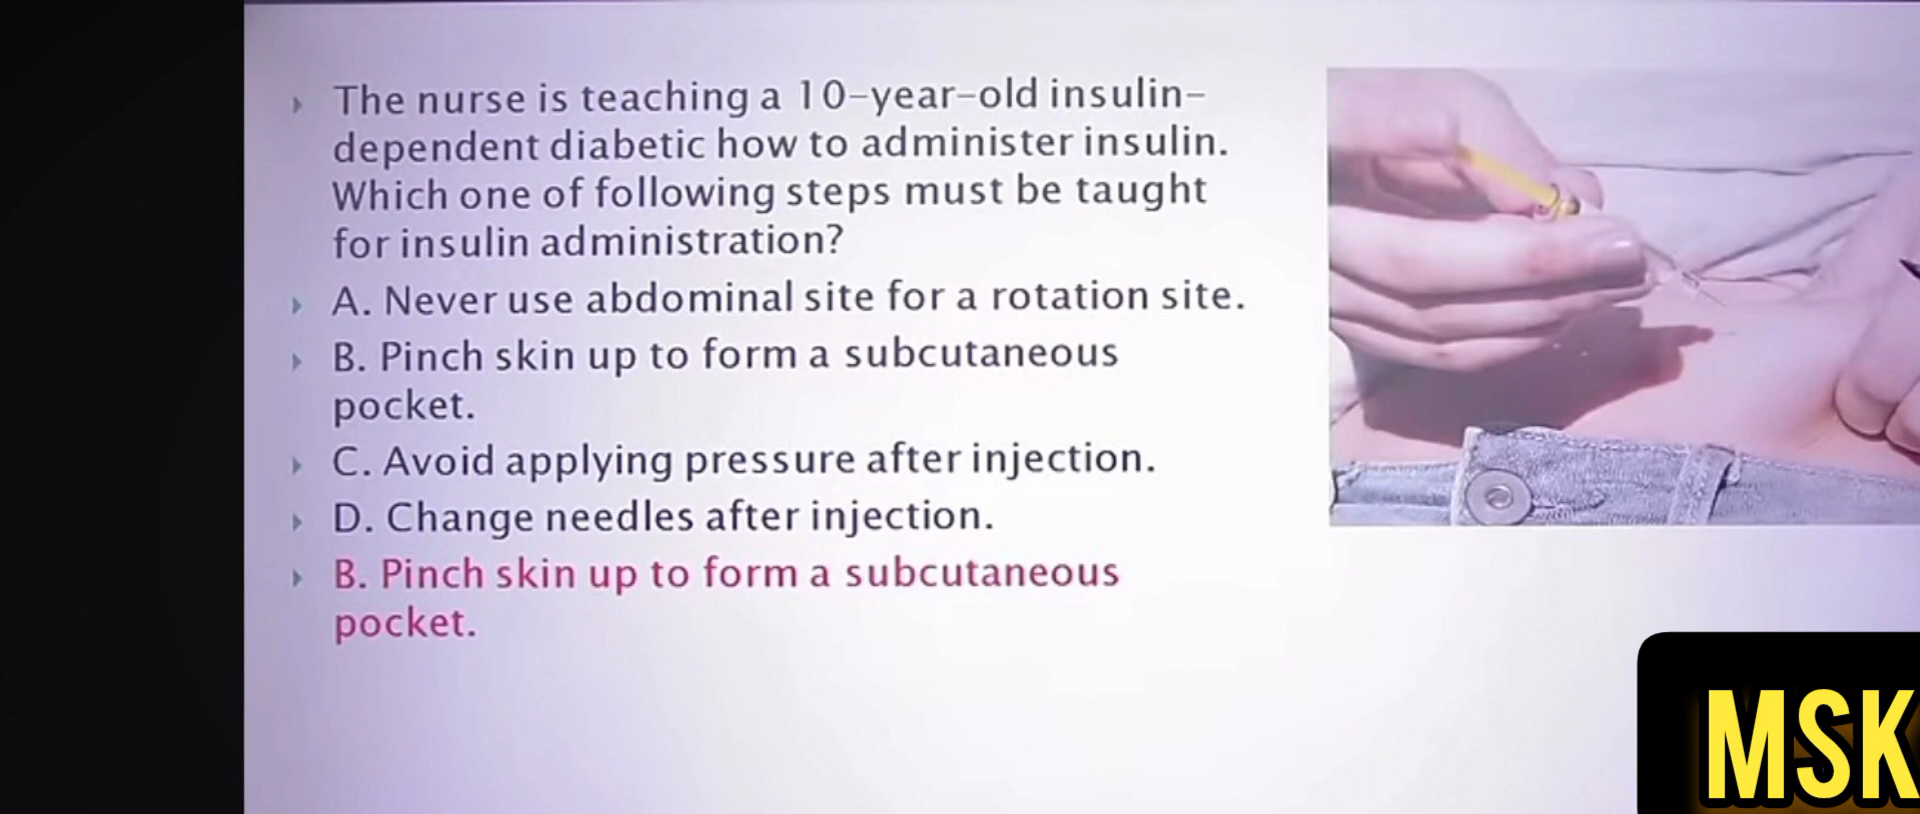 The nurse is teaching a 10-year-old insulin-
dependent diabetic how to administer insulin.
Which one of following steps must be taught
for insulin administration?
A. Never use abdominal site for a rotation site.
B. Pinch skin up to form a subcutaneous
pocket.
C. Avoid applying pressure after injection.
D. Change needles after injection.
B. Pinch skin up to form a subcutaneous
pocket.
MSK